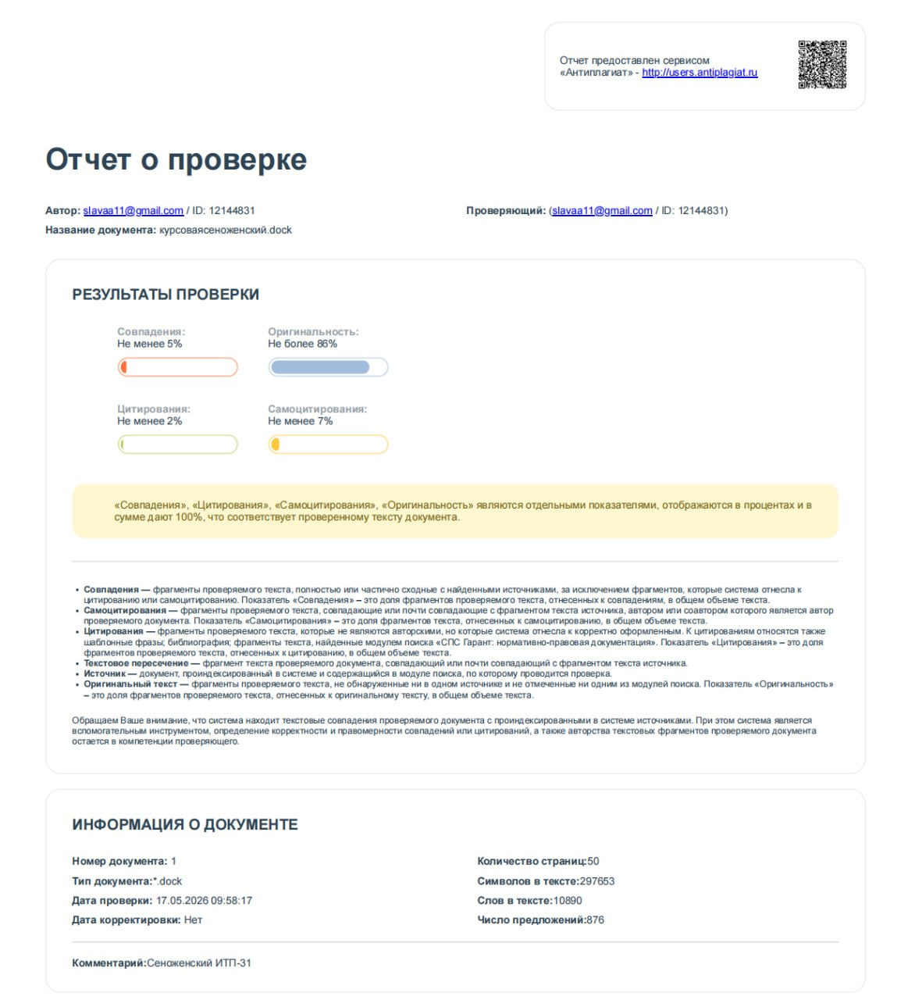 Отчет предоставлен сервисом
«Антиплагиат» - http://users.antiplagiat.ru
Отчет о проверке
Автор: slavaa11@gmail.com / ID: 12144831
Проверяющий: (slavaa11@gmail.com / ID: 12144831)
Название документа: курсоваясеноженский.dock
РЕЗУЛЬТАТЫ ПРОВЕРКИ
Совпадения:
Не менее 5%
Оригинальность:
Не более 86%
Цитирования:
Не менее 2%
Самоцитирования:
Не менее 7%
«Совпадения», «Цитирования», «Самоцитирования», «Оригинальность» являются отдельными показателями, отображаются в процентах и в
сумме дают 100%, что соответствует проверенному тексту документа.
• Совпадения — фрагменты проверяемого текста, полностью или частично сходные с найденными источниками, за исключением фрагментов, которые система отнесла к
цитированию или самоцитированию. Показатель «Совпадения» – это доля фрагментов проверяемого текста, отнесенных к совпадениям, в общем объеме текста.
• Самоцитирования — фрагменты проверяемого текста, совпадающие или почти совпадающие с фрагментом текста источника, автором или соавтором которого является автор
проверяемого документа. Показатель «Самоцитирования» – это доля фрагментов текста, отнесенных к самоцитированию, в общем объеме текста.
• Цитирования — фрагменты проверяемого текста, которые не являются авторскими, но которые система отнесла к корректно оформленным. К цитированиям относятся также
шаблонные фразы; библиография; фрагменты текста, найденные модулем поиска «СПС Гарант: нормативно-правовая документация». Показатель «Цитирования» – это доля
фрагментов проверяемого текста, отнесенных к цитированию, в общем объеме текста.
• Текстовое пересечение — фрагмент текста проверяемого документа, совпадающий или почти совпадающий с фрагментом текста источника.
• Источник — документ, проиндексированный в системе и содержащийся в модуле поиска, по которому проводится проверка.
• Оригинальный текст — фрагменты проверяемого текста, не обнаруженные ни в одном источнике и не отмеченные ни одним из модулей поиска. Показатель «Оригинальность»
– это доля фрагментов проверяемого текста, отнесенных к оригинальному тексту, в общем объеме текста.
Обращаем Ваше внимание, что система находит текстовые совпадения проверяемого документа с проиндексированными в системе источниками. При этом система является
вспомогательным инструментом, определение корректности и правомерности совпадений или цитирований, а также авторства текстовых фрагментов проверяемого документа
остается в компетенции проверяющего.
ИНФОРМАЦИЯ О ДОКУМЕНТЕ
Номер документа: 1
Тип документа:*.dock
Дата проверки: 17.05.2026 09:58:17
Дата корректировки: Нет
Количество страниц:50
Символов в тексте:297653
Слов в тексте:10890
Число предложений:876
Комментарий:Сеноженский ИТП-31